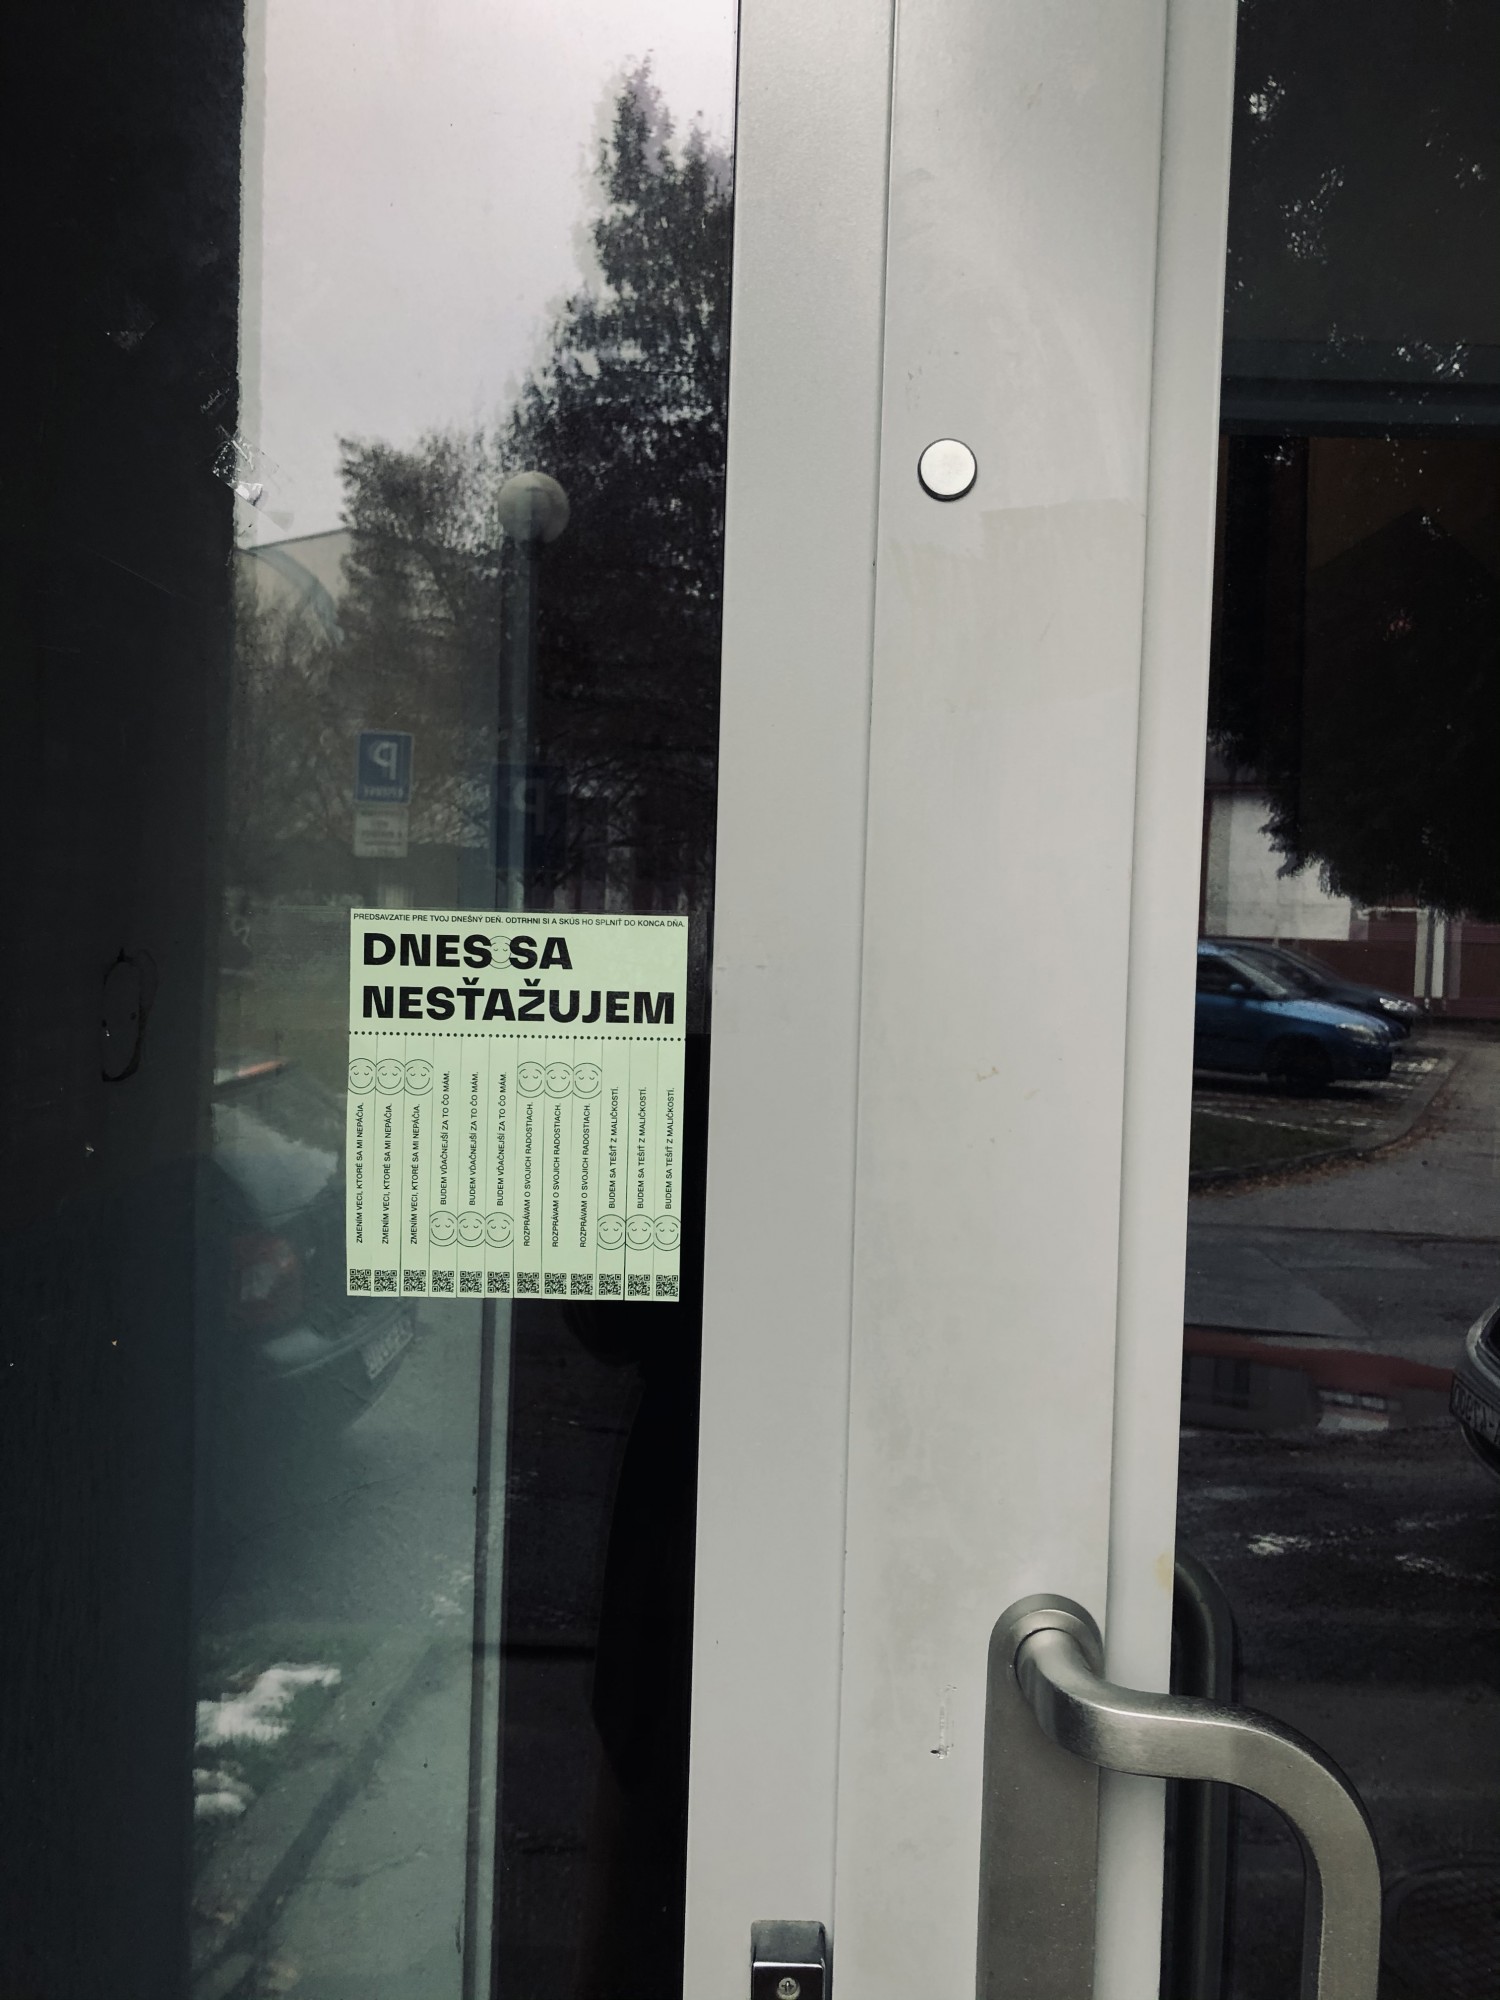 PREDSAVZATIE PRE TVOJ DNEŠNÝ DEŇ. ODTRHNI SI A SKÚS HO SPLNIŤ DO KONCA DŇA.
DNES SA
NESŤAŽUJEM
ZMENÍM VECI, KTORÉ SA MI NEPÁČIA.
ZMENÍM VECI, KTORÉ SA MI NEPÁČIA.
ZMENÍM VECI, KTORÉ SA MI NEPÁČIA.
BUDEM VĎAČNEJŠÍ ZA TO ČO MÁM.
BUDEM VĎAČNEJŠÍ ZA TO ČO MÁM.
BUDEM VĎAČNEJŠÍ ZA TO ČO MÁM.
ROZPRÁVAM O SVOJICH RADOSTIACH.
ROZPRÁVAM O SVOJICH RADOSTIACH.
ROZPRÁVAM O SVOJICH RADOSTIACH.
BUDEM SA TEŠIŤ Z MALIČKOSTÍ.
BUDEM SA TEŠIŤ Z MALIČKOSTÍ.
BUDEM SA TEŠIŤ Z MALIČKOSTÍ.
P
P